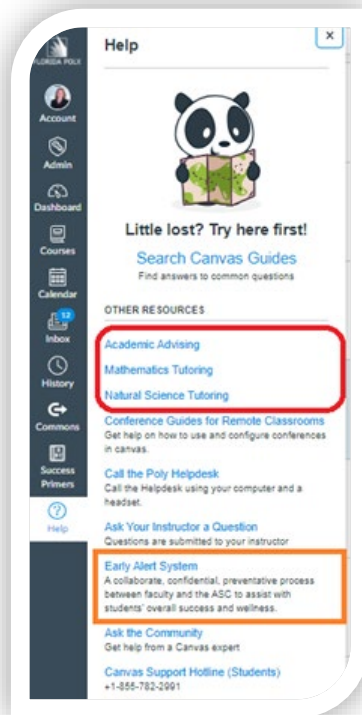 FLORIDA POLY
Account
Admin
Dashboard
Courses
Calendar
12
Inbox
History
Commons
Success
Primers
Help
Help
x
Little lost? Try here first!
Search Canvas Guides
Find answers to common questions
OTHER RESOURCES
Academic Advising
Mathematics Tutoring
Natural Science Tutoring
Conference Guides for Remote Classrooms
Get help on how to use and configure conferences
in canvas.
Call the Poly Helpdesk
Call the Helpdesk using your computer and a
headset.
Ask Your Instructor a Question
Questions are submitted to your instructor
Early Alert System
A collaborate, confidential, preventative process
between faculty and the ASC to assist with
students' overall success and wellness.
Ask the Community
Get help from a Canvas expert
Canvas Support Hotline (Students)
+1-855-782-2991